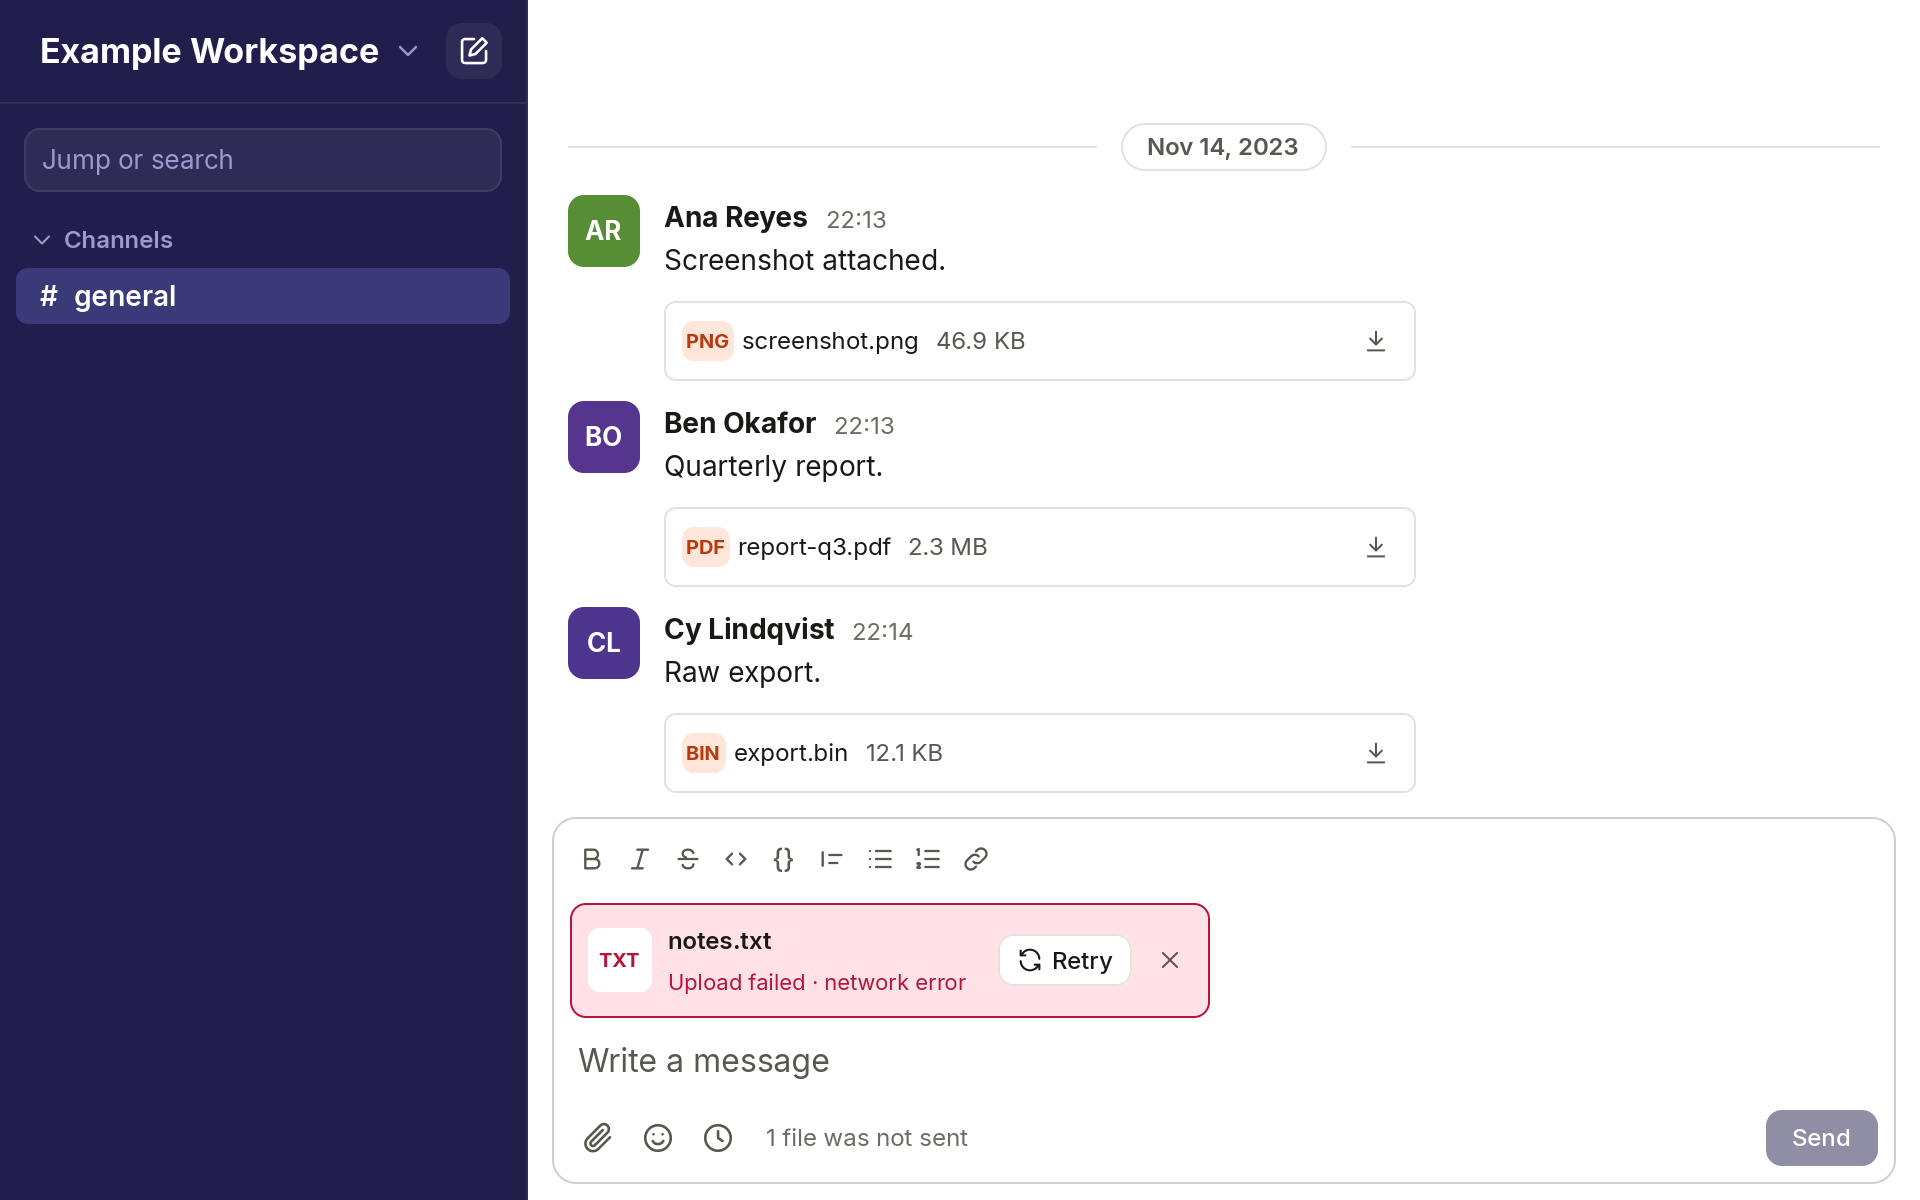 Example Workspace
Jump or search
Channels
# general
Nov 14, 2023
AR
Ana Reyes 22:13
Screenshot attached.
PNG screenshot.png 46.9 KB
BO
Ben Okafor 22:13
Quarterly report.
PDF report-q3.pdf 2.3 MB
CL
Cy Lindqvist 22:14
Raw export.
BIN export.bin 12.1 KB
TXT
notes.txt
Upload failed · network error
Retry
Write a message
1 file was not sent
Send